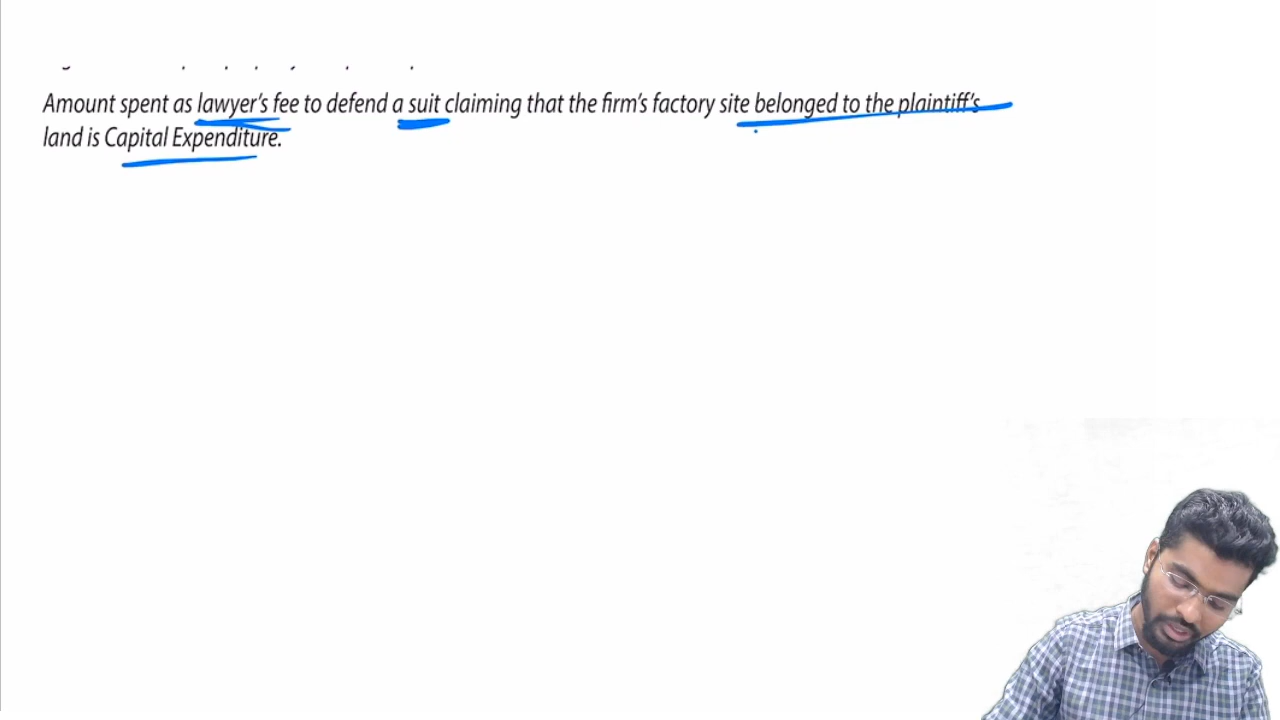 Amount spent as lawyer's fee to defend a suit claiming that the firm's factory site belonged to the plaintiff's
land is Capital Expenditure.